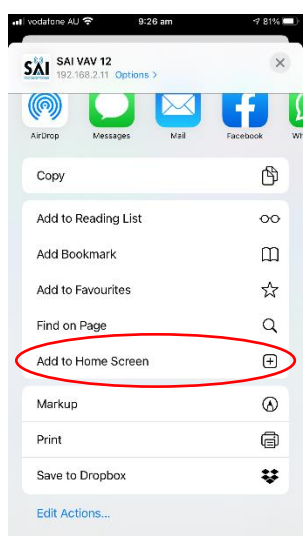 vodafone AU 9:26 am 81%
SAI SAI VAV 12
192.168.2.11 Options >
AirDrop Messages Mail Facebook Wh
Copy
Add to Reading List
Add Bookmark
Add to Favourites
Find on Page
Add to Home Screen
Markup
Print
Save to Dropbox
Edit Actions...